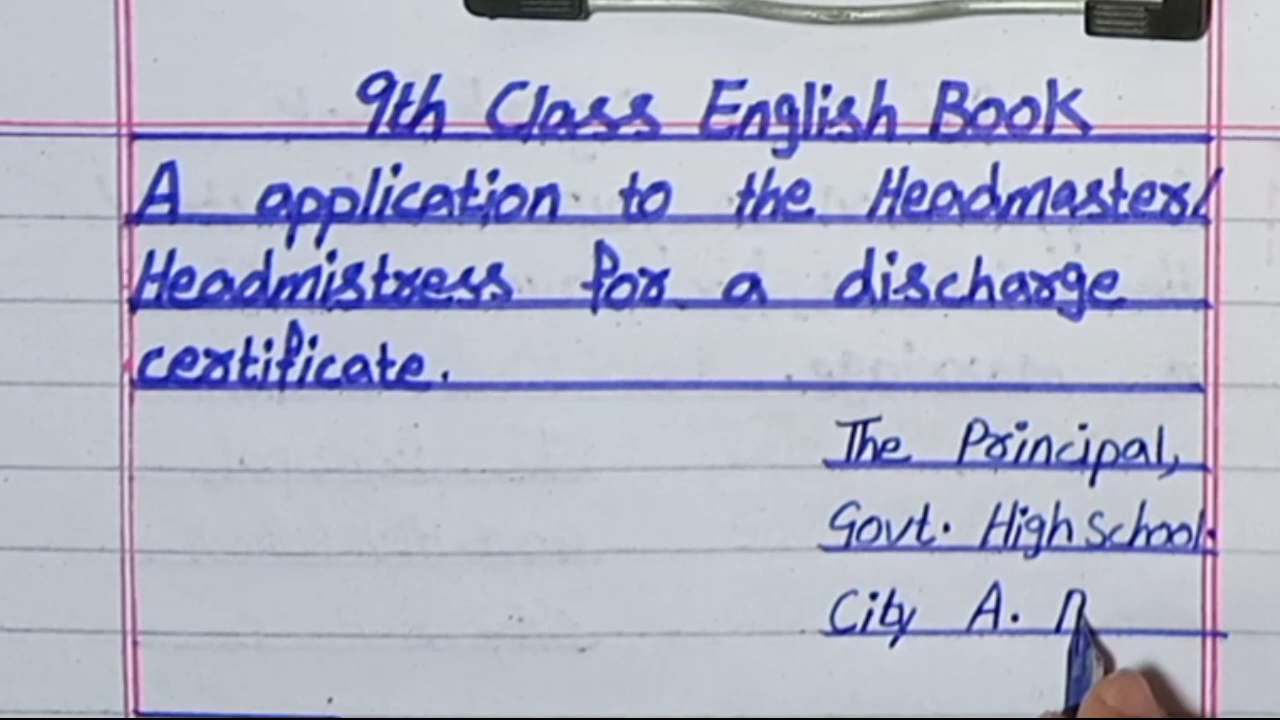 9th Class English Book
A application to the Headmaster/
Headmistress for a discharge
certificate.
The Principal,
Govt. High School.
City A.